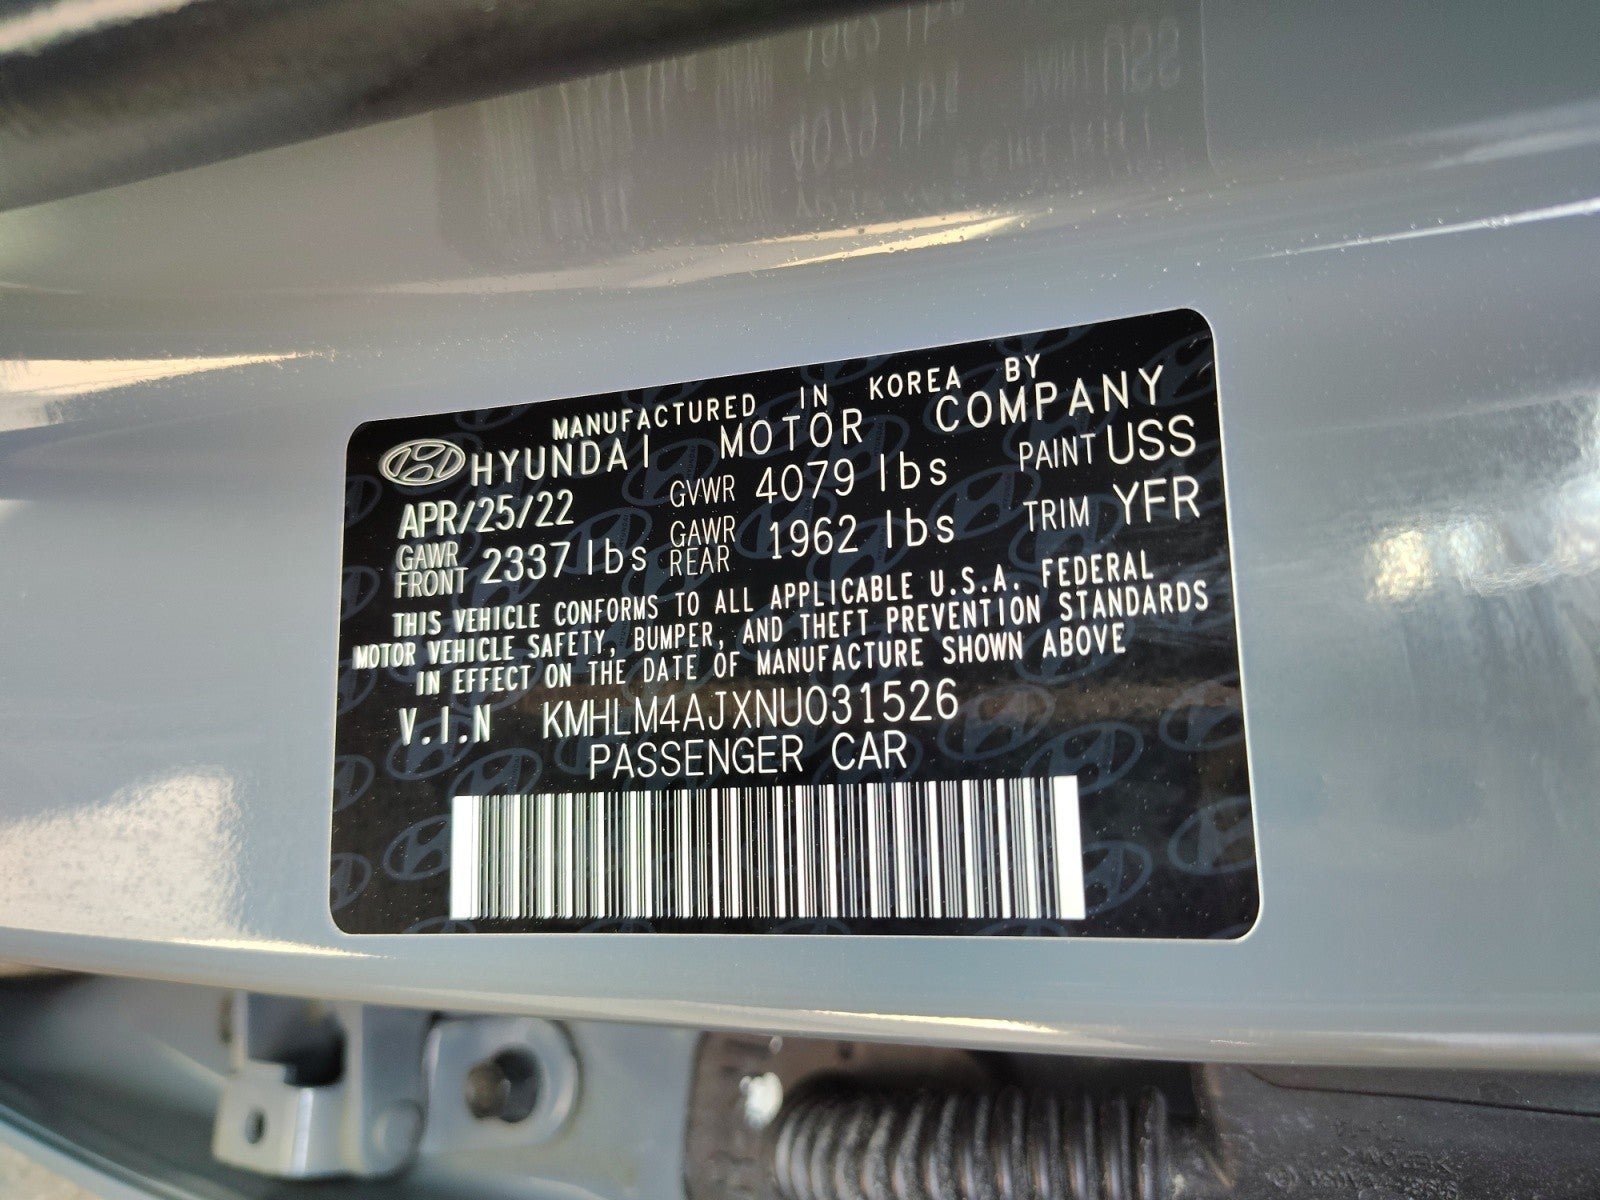 MANUFACTURED IN KOREA BY
HYUNDAI MOTOR COMPANY
APR/25/22 GVWR 4079 lbs PAINT USS
GAWR FRONT 2337 lbs GAWR REAR 1962 lbs TRIM YFR
THIS VEHICLE CONFORMS TO ALL APPLICABLE U.S.A. FEDERAL
MOTOR VEHICLE SAFETY, BUMPER, AND THEFT PREVENTION STANDARDS
IN EFFECT ON THE DATE OF MANUFACTURE SHOWN ABOVE
V.I.N KMHLM4AJXNU031526
PASSENGER CAR